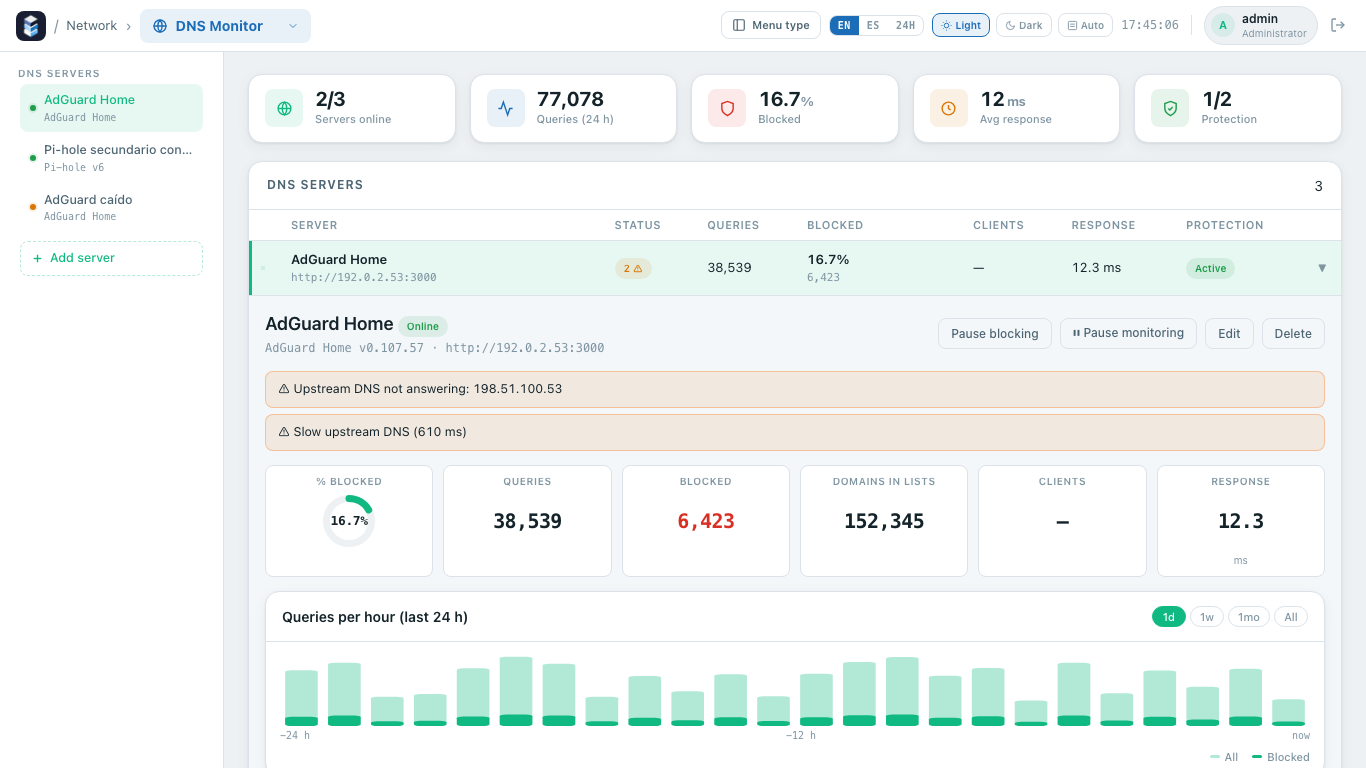 / Network › DNS Monitor
Menu type
EN ES 24H
Light
Dark
Auto
17:45:06
A
admin
Administrator
DNS SERVERS
AdGuard Home
AdGuard Home
Pi-hole secundario con...
Pi-hole v6
AdGuard caído
AdGuard Home
+ Add server
2/3
Servers online
77,078
Queries (24 h)
16.7%
Blocked
12 ms
Avg response
1/2
Protection
DNS SERVERS 3
SERVER STATUS QUERIES BLOCKED CLIENTS RESPONSE PROTECTION
AdGuard Home 2 ⚠ 38,539 16.7% — 12.3 ms Active ▼
http://192.0.2.53:3000 6,423
AdGuard Home Online
AdGuard Home v0.107.57 · http://192.0.2.53:3000
Pause blocking
Pause monitoring
Edit
Delete
⚠ Upstream DNS not answering: 198.51.100.53
⚠ Slow upstream DNS (610 ms)
% BLOCKED
16.7%
QUERIES
38,539
BLOCKED
6,423
DOMAINS IN LISTS
152,345
CLIENTS
—
RESPONSE
12.3
ms
Queries per hour (last 24 h)
1d 1w 1mo All
−24 h −12 h now
All Blocked